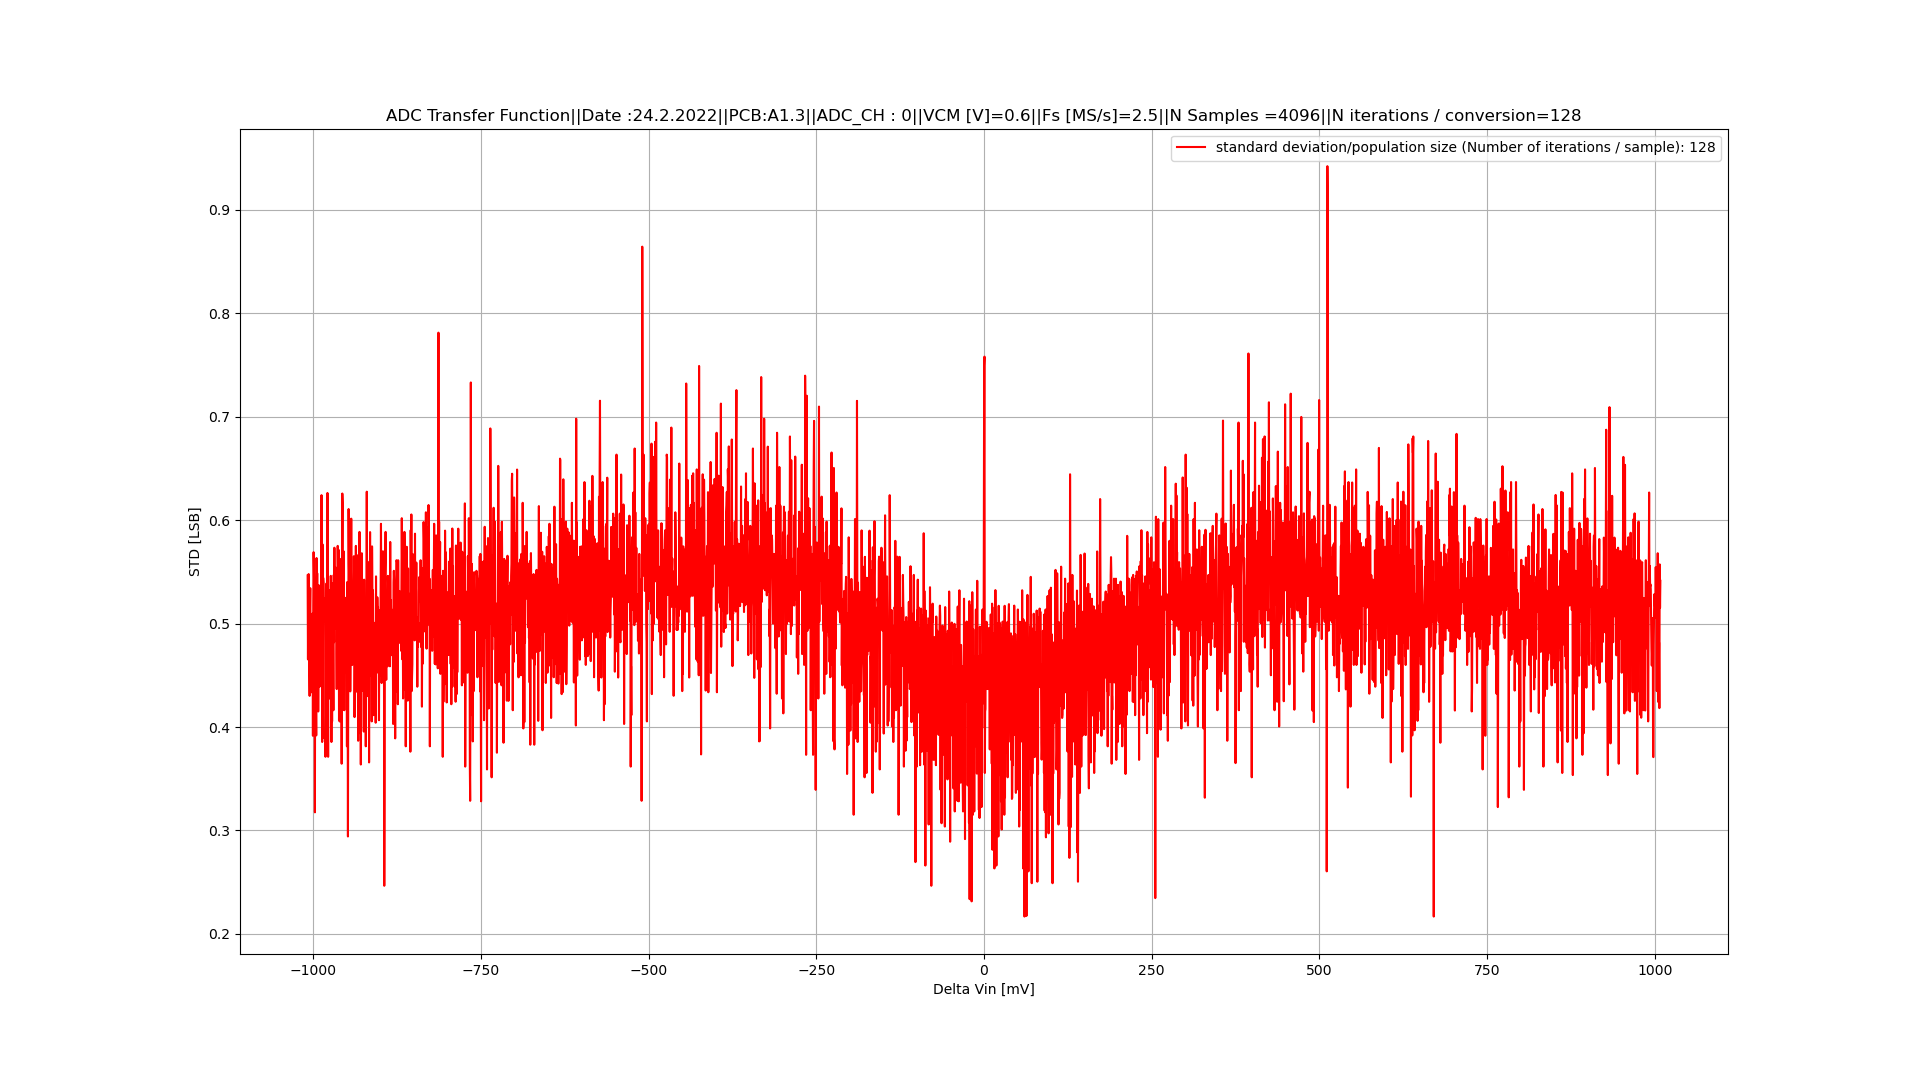 ADC Transfer Function||Date :24.2.2022||PCB:A1.3||ADC_CH : 0||VCM [V]=0.6||Fs [MS/s]=2.5||N Samples =4096||N iterations / conversion=128
standard deviation/population size (Number of iterations / sample): 128
0.9
0.8
0.7
0.6
0.5
0.4
0.3
0.2
STD [LSB]
−1000 −750 −500 −250 0 250 500 750 1000
Delta Vin [mV]